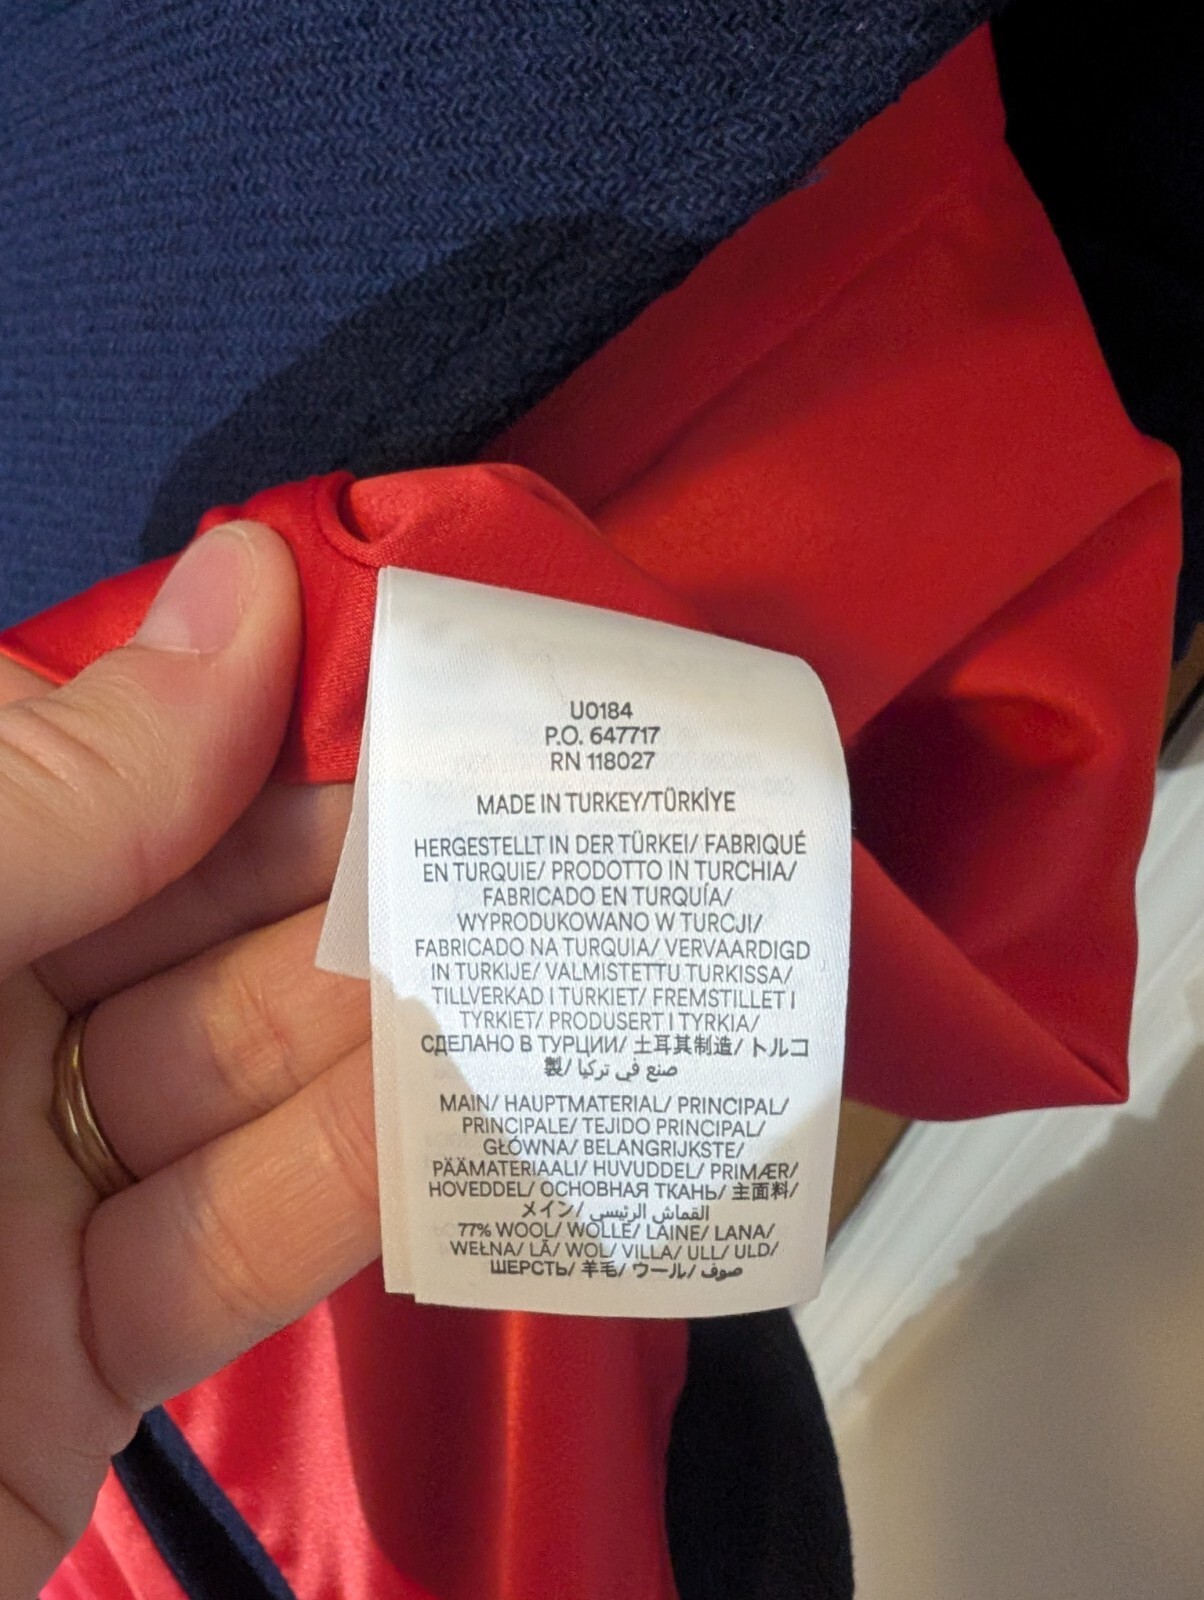 U0184
P.O. 647717
RN 118027
MADE IN TURKEY/TÜRKİYE
HERGESTELLT IN DER TÜRKEI/ FABRIQUÉ
EN TURQUIE/ PRODOTTO IN TURCHIA/
FABRICADO EN TURQUÍA/
WYPRODUKOWANO W TURCJI/
FABRICADO NA TURQUIA/ VERVAARDIGD
IN TURKIJE/ VALMISTETTU TURKISSA/
TILLVERKAD I TURKIET/ FREMSTILLET I
TYRKIET/ PRODUSERT I TYRKIA/
СДЕЛАНО В ТУРЦИИ/ 土耳其制造/ トルコ
製/ صنع في تركيا
MAIN/ HAUPTMATERIAL/ PRINCIPAL/
PRINCIPALE/ TEJIDO PRINCIPAL/
GŁÓWNA/ BELANGRIJKSTE/
PÄÄMATERIAALI/ HUVUDDEL/ PRIMÆR/
HOVEDDEL/ ОСНОВНАЯ ТКАНЬ/ 主面料/
メイン/ القماش الرئيسي
77% WOOL/ WOLLE/ LAINE/ LANA/
WEŁNA/ LÃ/ WOL/ VILLA/ ULL/ ULD/
ШЕРСТЬ/ 羊毛/ ウール/ صوف